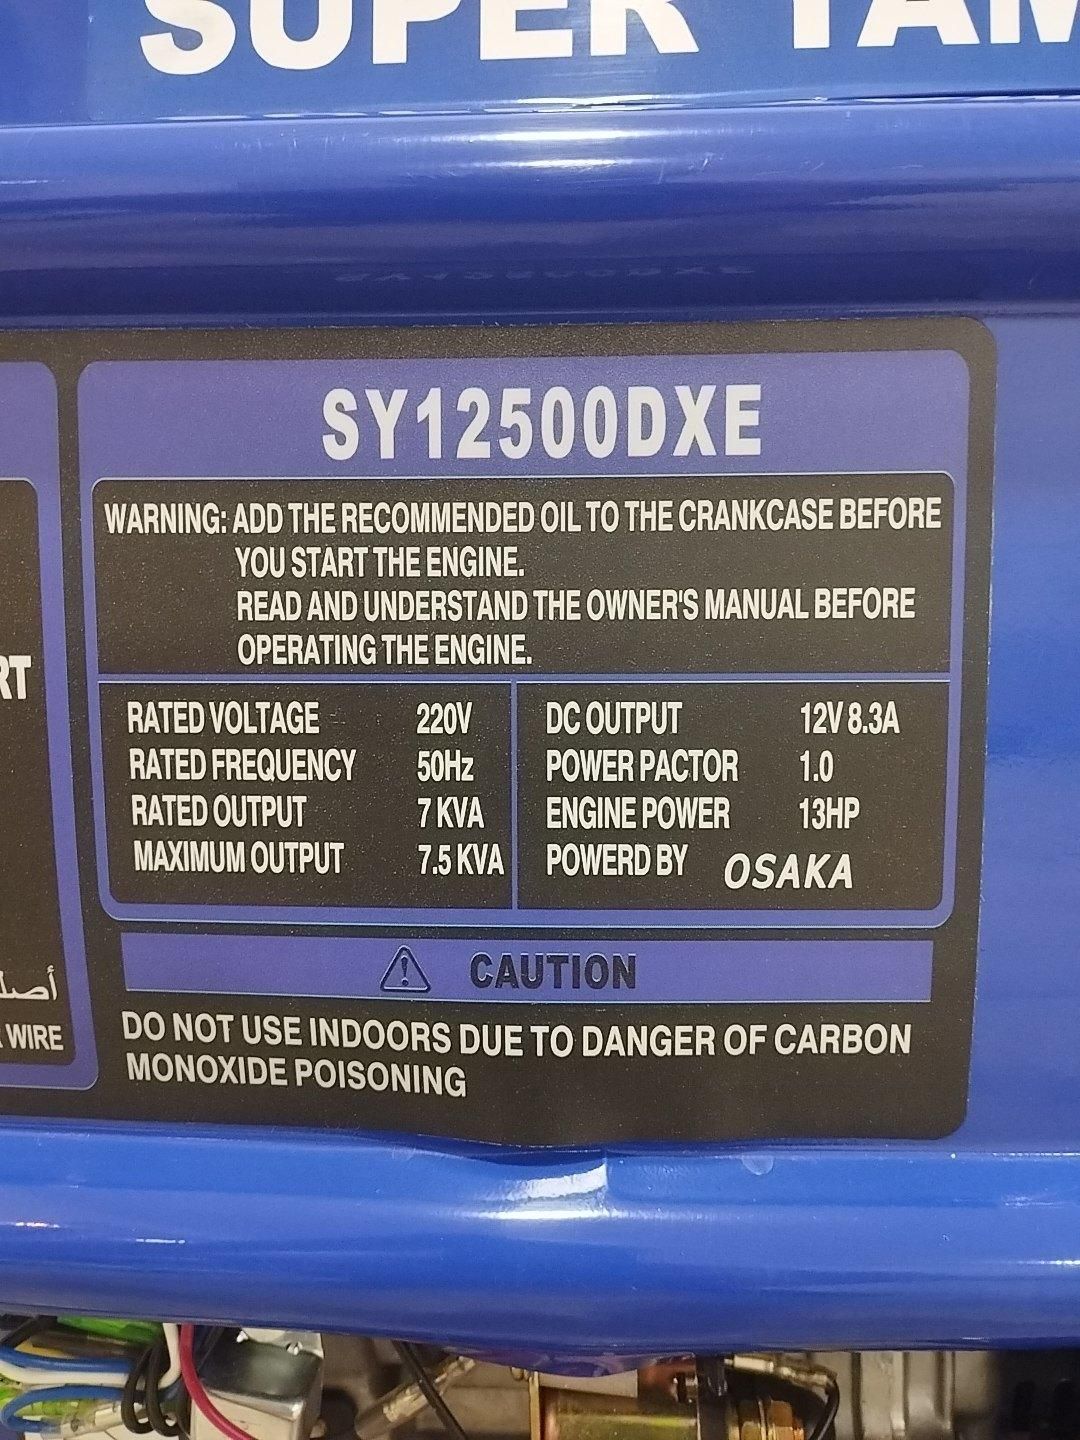 SUPER YAM
SY12500DXE
WARNING: ADD THE RECOMMENDED OIL TO THE CRANKCASE BEFORE
YOU START THE ENGINE.
READ AND UNDERSTAND THE OWNER'S MANUAL BEFORE
OPERATING THE ENGINE.
RATED VOLTAGE 220V
RATED FREQUENCY 50Hz
RATED OUTPUT 7 KVA
MAXIMUM OUTPUT 7.5 KVA
DC OUTPUT 12V 8.3A
POWER PACTOR 1.0
ENGINE POWER 13HP
POWERD BY OSAKA
CAUTION
DO NOT USE INDOORS DUE TO DANGER OF CARBON
MONOXIDE POISONING
RT
WIRE